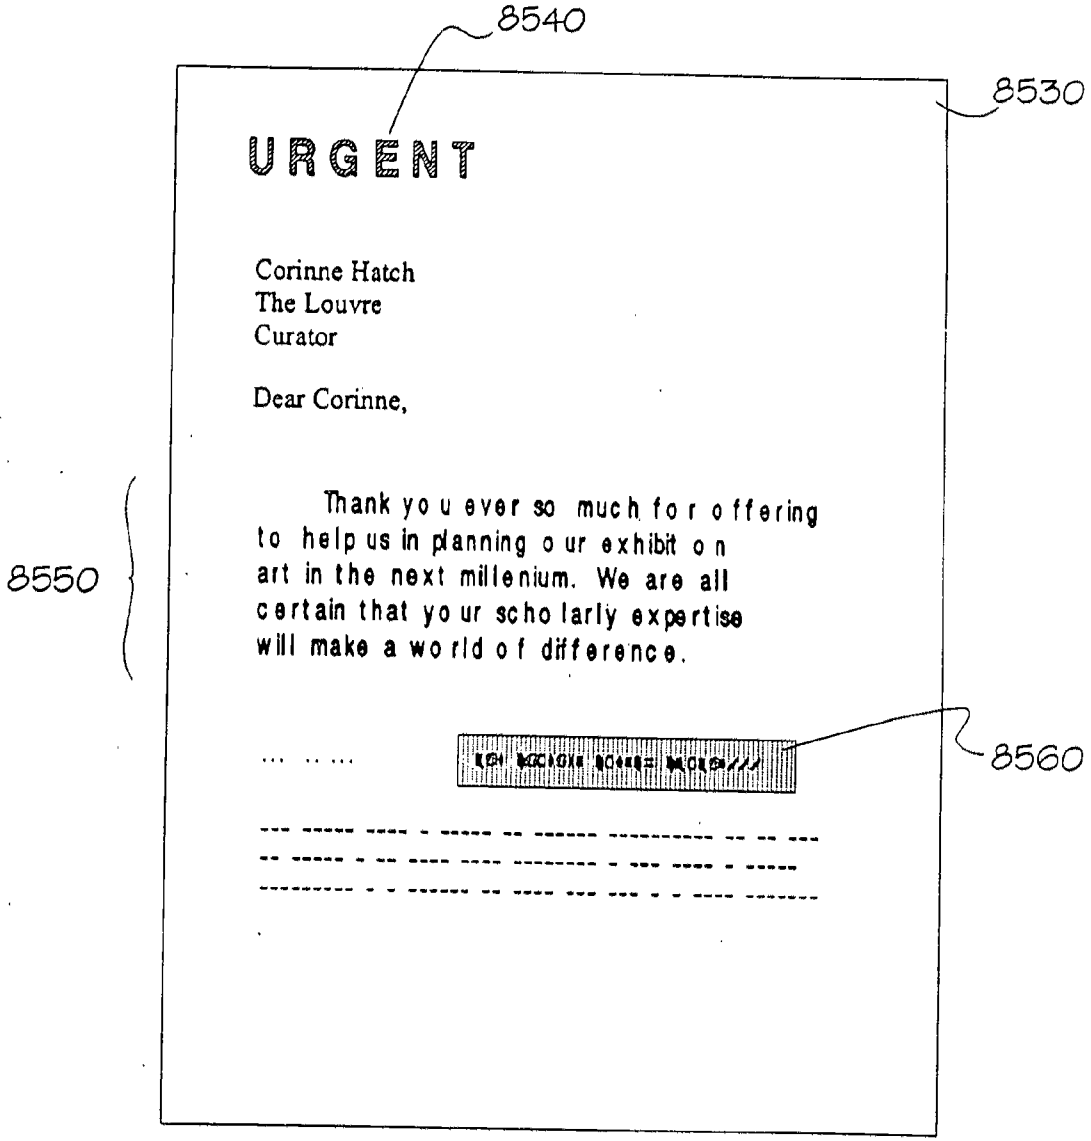 8540
8530
URGENT
Corinne Hatch
The Louvre
Curator
Dear Corinne,
Thank you ever so much for offering
to help us in planning our exhibit on
art in the next millenium. We are all
certain that your scholarly expertise
will make a world of difference.
8550
8560